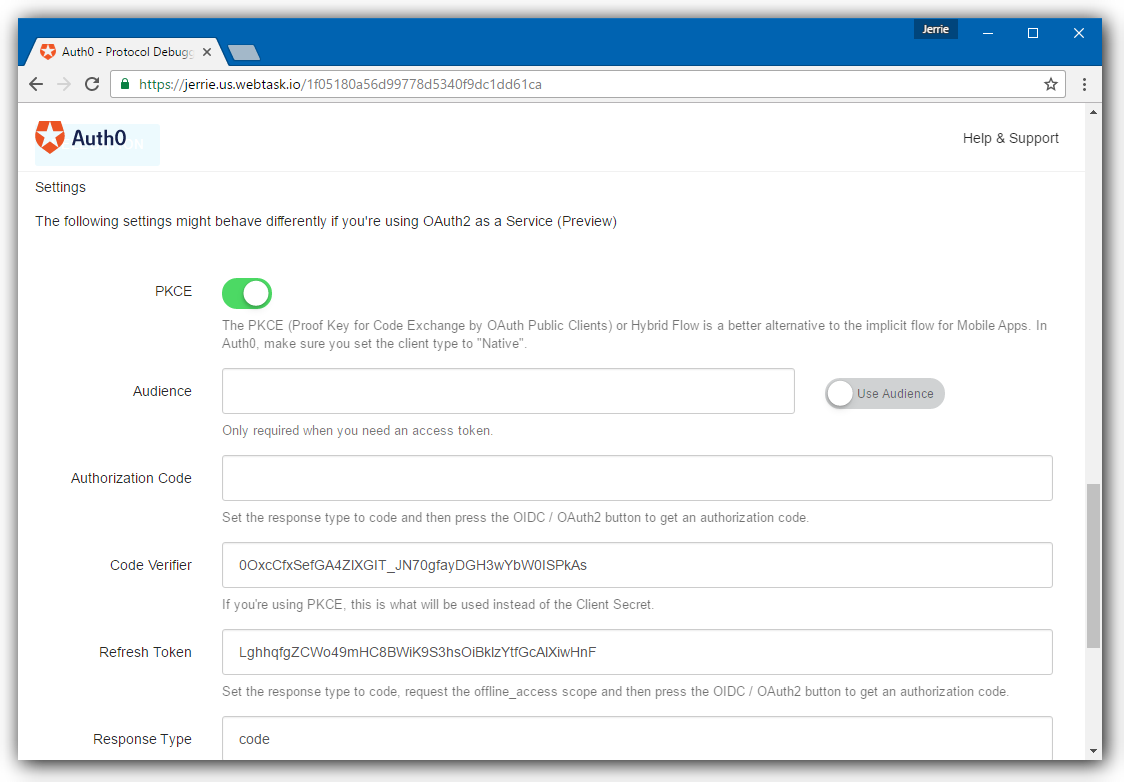 Jerrie
Auth0 - Protocol Debugg
https://jerrie.us.webtask.io/1f05180a56d99778d5340f9dc1dd61ca
Auth0
Help & Support
Settings
The following settings might behave differently if you're using OAuth2 as a Service (Preview)
PKCE
The PKCE (Proof Key for Code Exchange by OAuth Public Clients) or Hybrid Flow is a better alternative to the implicit flow for Mobile Apps. In
Auth0, make sure you set the client type to "Native".
Audience
Use Audience
Only required when you need an access token.
Authorization Code
Set the response type to code and then press the OIDC / OAuth2 button to get an authorization code.
Code Verifier
0OxcCfxSefGA4ZlXGIT_JN70gfayDGH3wYbW0ISPkAs
If you're using PKCE, this is what will be used instead of the Client Secret.
Refresh Token
LghhqfgZCWo49mHC8BWiK9S3hsOiBklzYtfGcAlXiwHnF
Set the response type to code, request the offline_access scope and then press the OIDC / OAuth2 button to get an authorization code.
Response Type
code